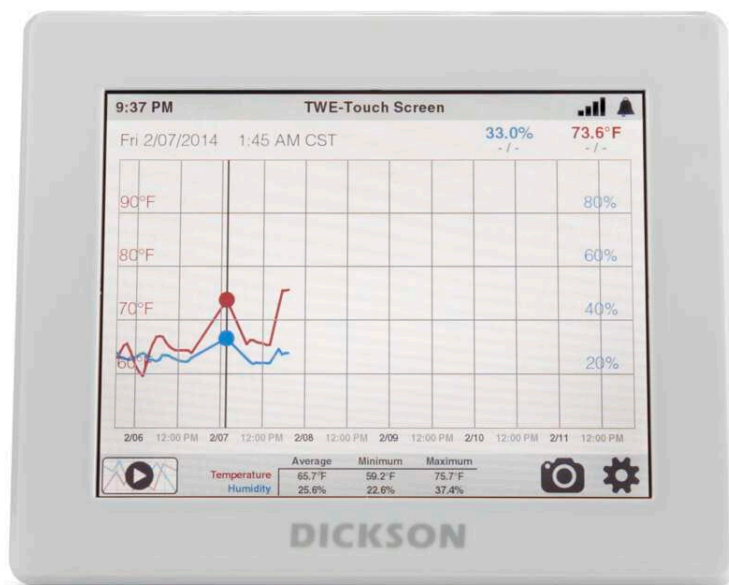 9:37 PM TWE-Touch Screen
Fri 2/07/2014 1:45 AM CST 33.0% 73.6°F
-/- -/-
90°F 80%
80°F 60%
70°F 40%
60°F 20%
2/06 12:00 PM 2/07 12:00 PM 2/08 12:00 PM 2/09 12:00 PM 2/10 12:00 PM 2/11 12:00 PM
Average Minimum Maximum
Temperature 65.7°F 59.2°F 75.7°F
Humidity 25.6% 22.6% 37.4%
DICKSON